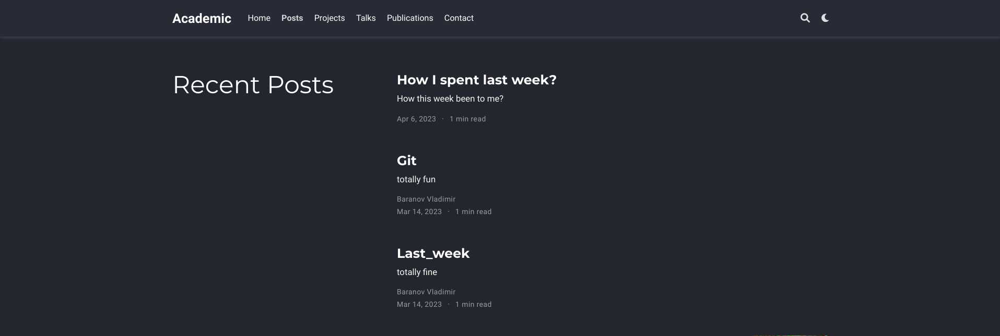 Academic Home Posts Projects Talks Publications Contact
Recent Posts
How I spent last week?
How this week been to me?
Apr 6, 2023 · 1 min read
Git
totally fun
Baranov Vladimir
Mar 14, 2023 · 1 min read
Last_week
totally fine
Baranov Vladimir
Mar 14, 2023 · 1 min read